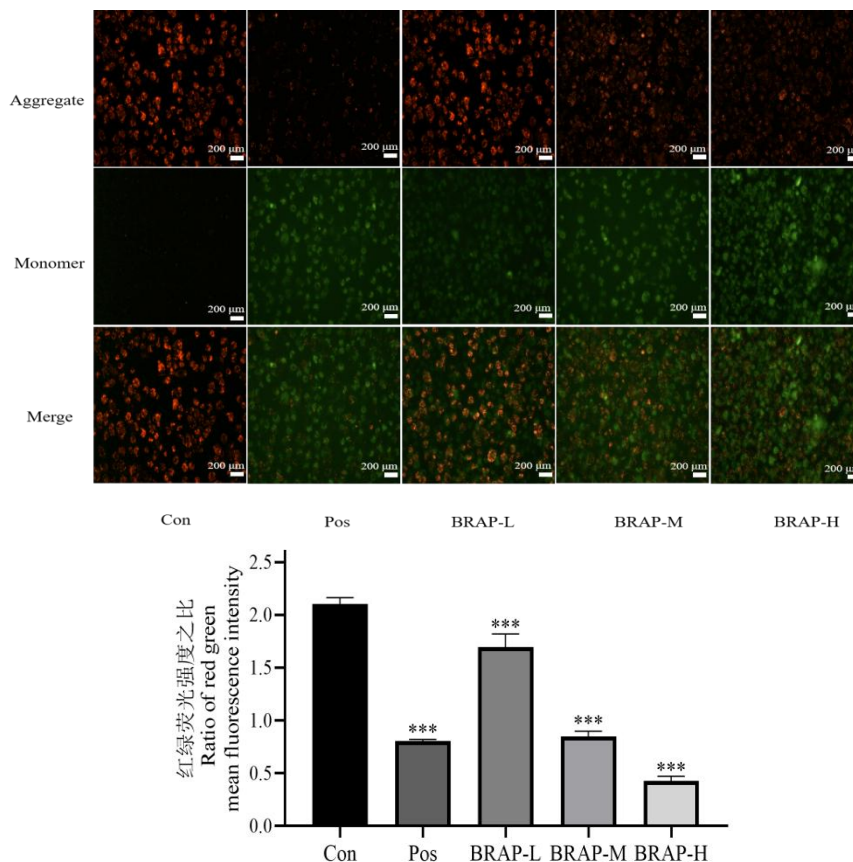 Aggregate
200 μm
200 μm
200 μm
200 μm
200 μm
Monomer
200 μm
200 μm
200 μm
200 μm
200 μm
Merge
200 μm
200 μm
200 μm
200 μm
200 μm
Con
Pos
BRAP-L
BRAP-M
BRAP-H
红绿荧光强度之比
Ratio of red green
mean fluorescence intensity
2.5
2.0
1.5
1.0
0.5
0.0
***
***
***
***
Con
Pos
BRAP-L
BRAP-M
BRAP-H